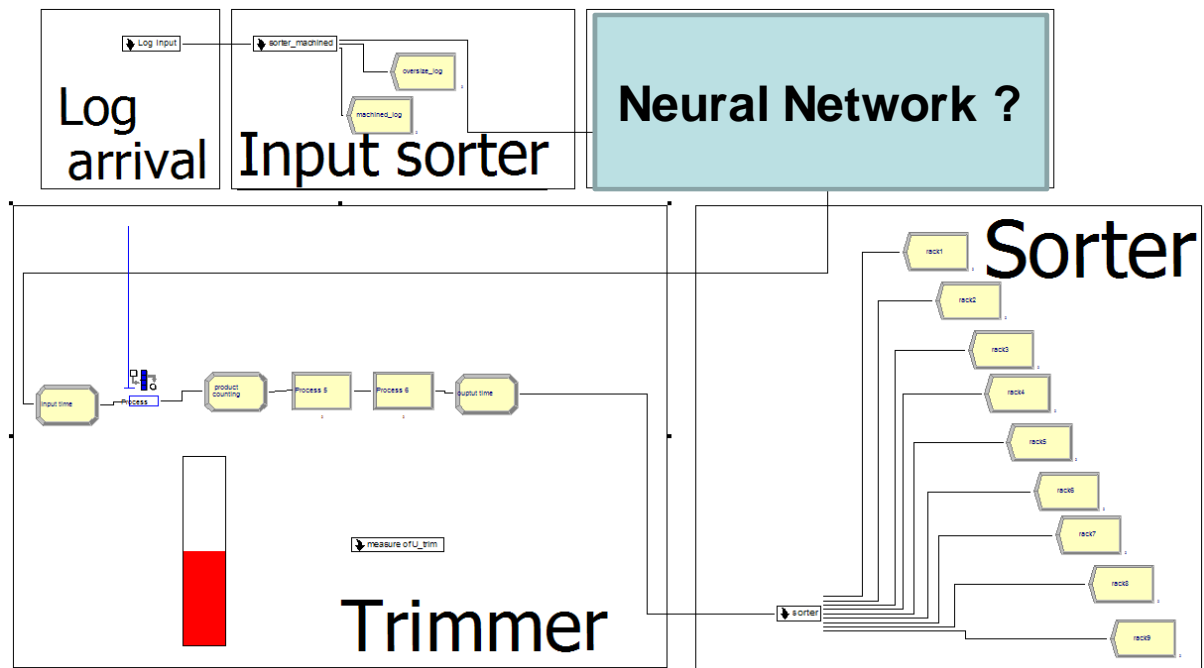 Log Input
Log
arrival
sorter_machined
oversize_log
machined_log
Input sorter
Neural Network ?
input time
Process
product
counting
Process 5
Process 6
ouptut time
measure of U_trim
Trimmer
Sorter
rack1
rack2
rack3
rack4
rack5
rack6
rack7
rack8
rack9
sorter